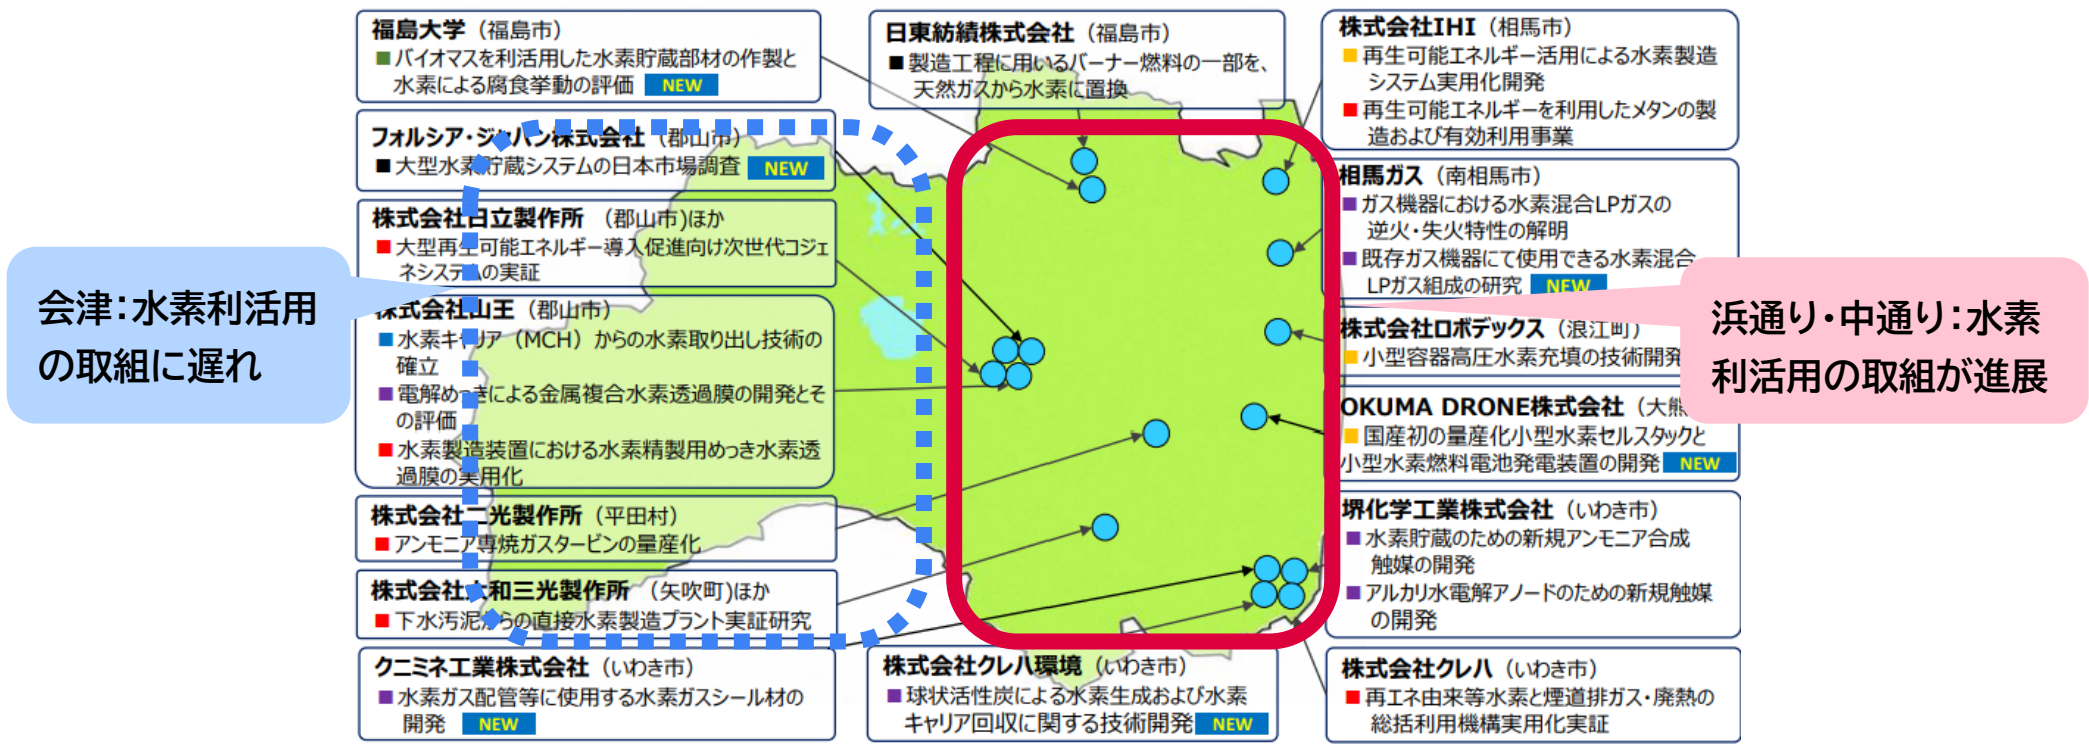 福島大学（福島市）
■バイオマスを利活用した水素貯蔵部材の作製と
水素による腐食挙動の評価 NEW
フォルシア・ジャパン株式会社（郡山市）
■大型水素貯蔵システムの日本市場調査 NEW
株式会社日立製作所（郡山市)ほか
■大型再生可能エネルギー導入促進向け次世代コジェ
ネシステムの実証
株式会社山王（郡山市）
■水素キャリア（MCH）からの水素取り出し技術の
確立
■電解めっきによる金属複合水素透過膜の開発とそ
の評価
■水素製造装置における水素精製用めっき水素透
過膜の実用化
株式会社二光製作所（平田村）
■アンモニア専焼ガスタービンの量産化
株式会社大和三光製作所（矢吹町)ほか
■下水汚泥からの直接水素製造プラント実証研究
クニミネ工業株式会社（いわき市）
■水素ガス配管等に使用する水素ガスシール材の
開発 NEW
会津：水素利活用
の取組に遅れ
日東紡績株式会社（福島市）
■製造工程に用いるバーナー燃料の一部を、
天然ガスから水素に置換
株式会社クレハ環境（いわき市）
■球状活性炭による水素生成および水素
キャリア回収に関する技術開発 NEW
株式会社IHI（相馬市）
■再生可能エネルギー活用による水素製造
システム実用化開発
■再生可能エネルギーを利用したメタンの製
造および有効利用事業
相馬ガス（南相馬市）
■ガス機器における水素混合LPガスの
逆火・失火特性の解明
■既存ガス機器にて使用できる水素混合
LPガス組成の研究 NEW
株式会社ロボデックス（浪江町）
■小型容器高圧水素充填の技術開発
OKUMA DRONE株式会社（大熊
■国産初の量産化小型水素セルスタックと
小型水素燃料電池発電装置の開発 NEW
堺化学工業株式会社（いわき市）
■水素貯蔵のための新規アンモニア合成
触媒の開発
■アルカリ水電解アノードのための新規触媒
の開発
株式会社クレハ（いわき市）
■再エネ由来等水素と煙道排ガス・廃熱の
総括利用機構実用化実証
浜通り・中通り：水素
利活用の取組が進展